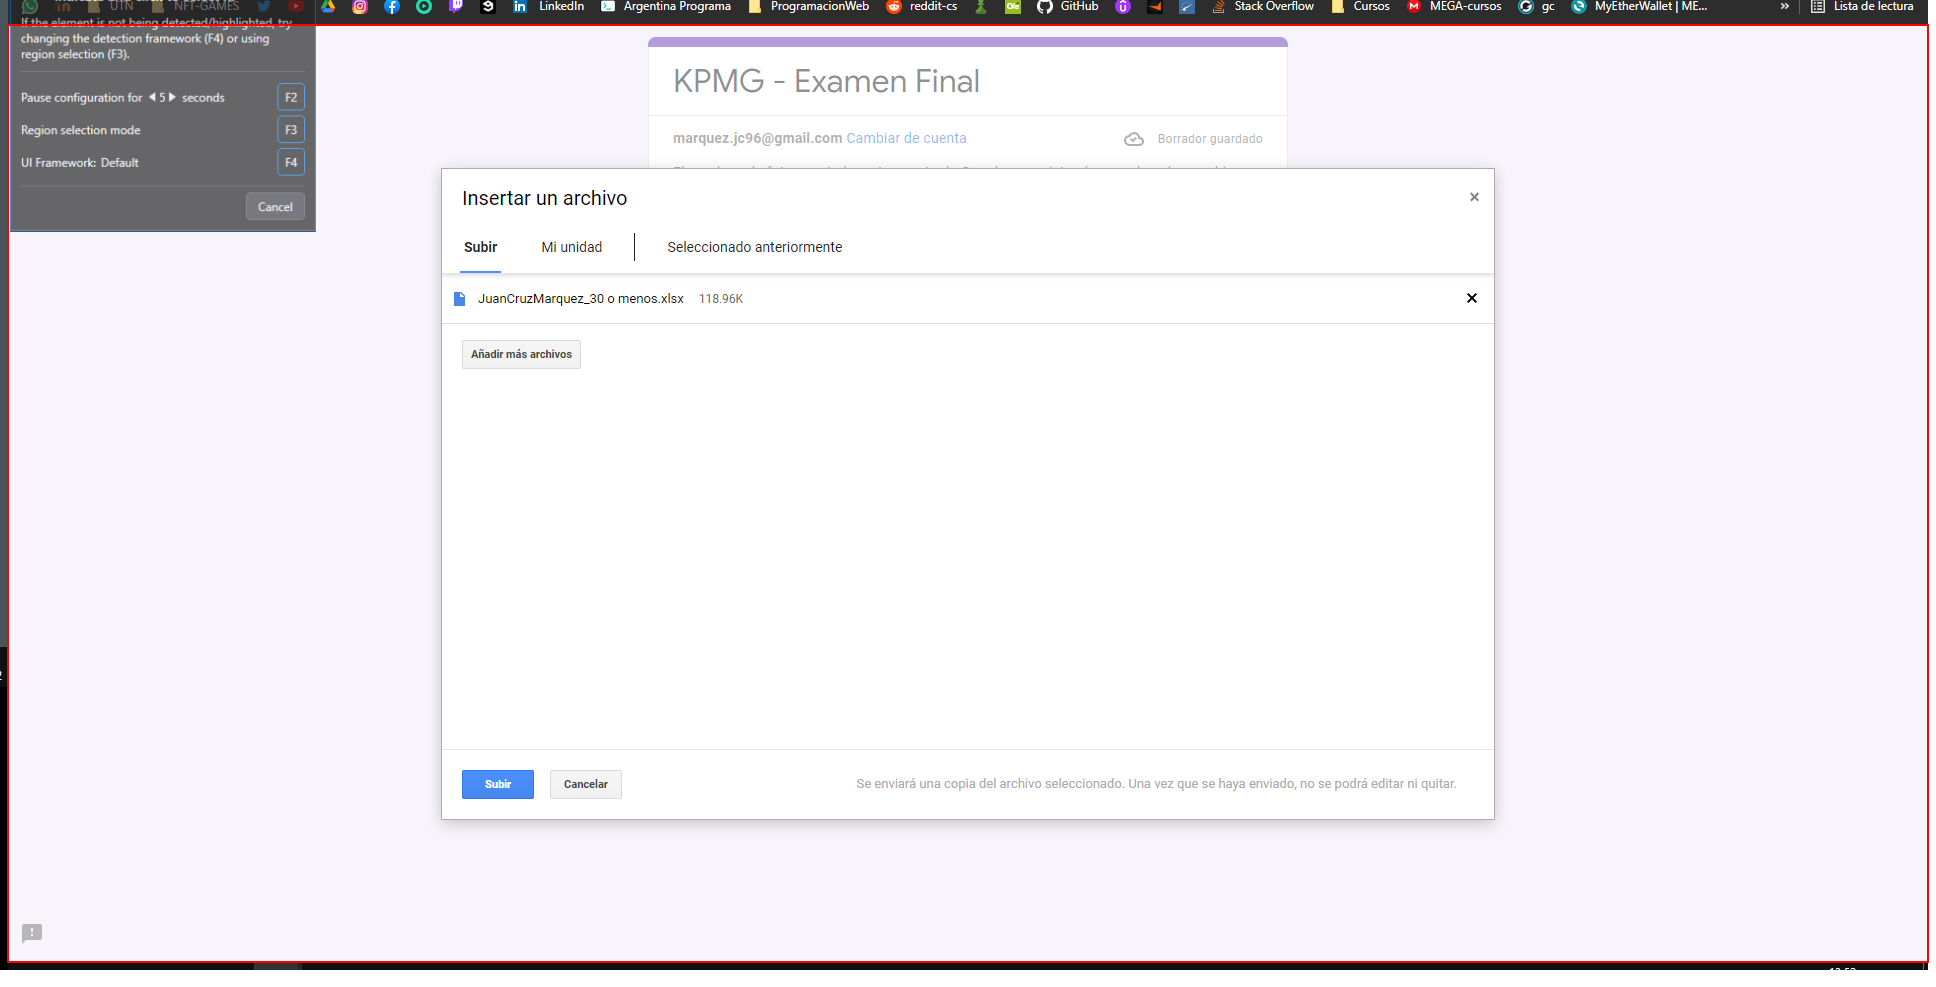 UTN NFT-GAMES LinkedIn Argentina Programa ProgramacionWeb reddit-cs GitHub Stack Overflow Cursos MEGA-cursos gc MyEtherWallet | ME... » Lista de lectura
If the element is not being detected/highlighted, try
changing the detection framework (F4) or using
region selection (F3).
Pause configuration for 5 seconds F2
Region selection mode F3
UI Framework: Default F4
Cancel
KPMG - Examen Final
marquez.jc96@gmail.com Cambiar de cuenta Borrador guardado
Insertar un archivo
Subir Mi unidad Seleccionado anteriormente
JuanCruzMarquez_30 o menos.xlsx 118.96K
Añadir más archivos
Subir Cancelar Se enviará una copia del archivo seleccionado. Una vez que se haya enviado, no se podrá editar ni quitar.